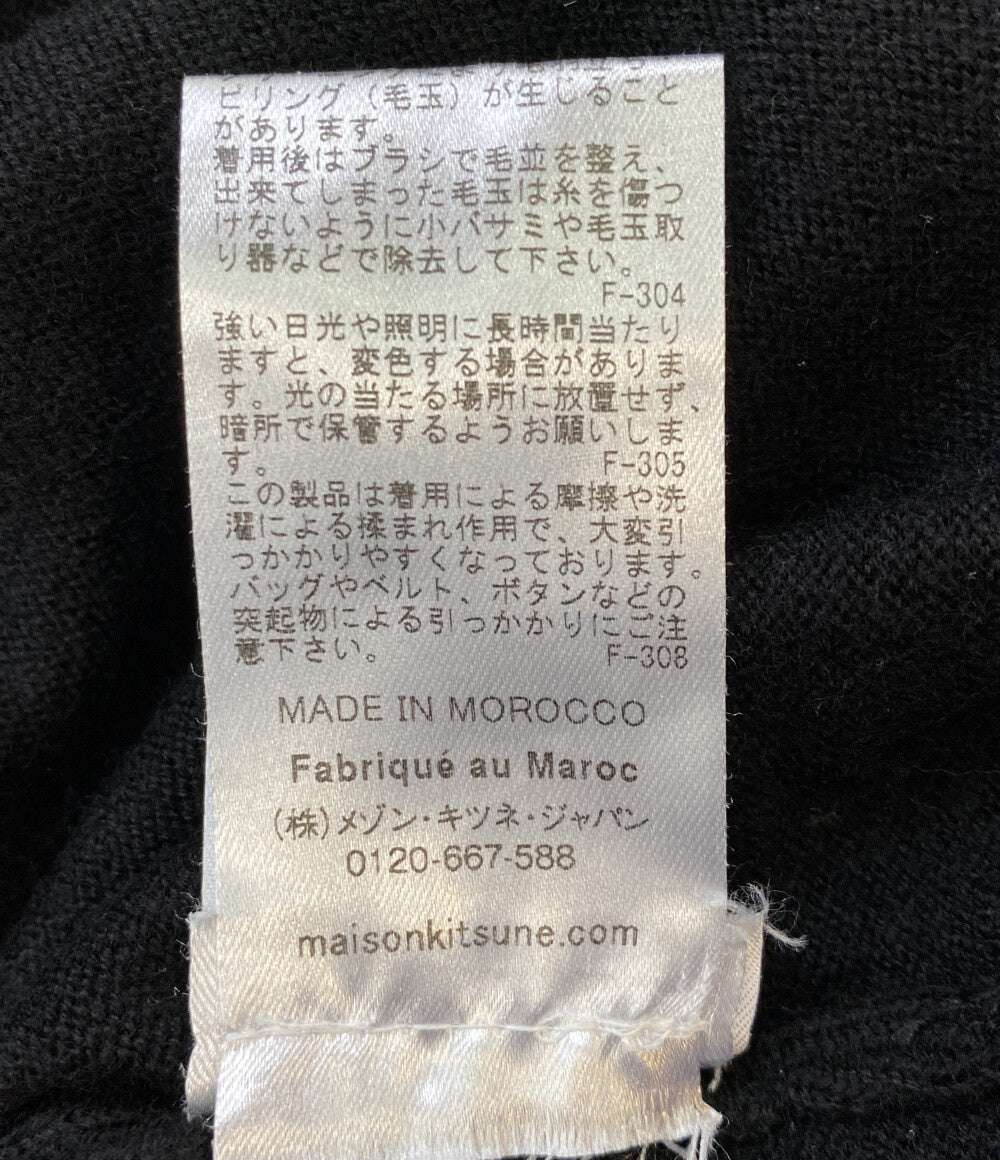 ピリング（毛玉）が生じること
があります。
着用後はブラシで毛並を整え、
出来てしまった毛玉は糸を傷つ
けないように小バサミや毛玉取
り器などで除去して下さい。
F-304
強い日光や照明に長時間当たり
ますと、変色する場合がありま
す。光の当たる場所に放置せず、
暗所で保管するようお願いしま
す。 F-305
この製品は着用による摩擦や洗
濯による揉まれ作用で、大変引
っかかりやすくなっております。
バッグやベルト、ボタンなどの
突起物による引っかかりにご注
意下さい。 F-308
MADE IN MOROCCO
Fabriqué au Maroc
(株)メゾン・キツネ・ジャパン
0120-667-588
maisonkitsune.com